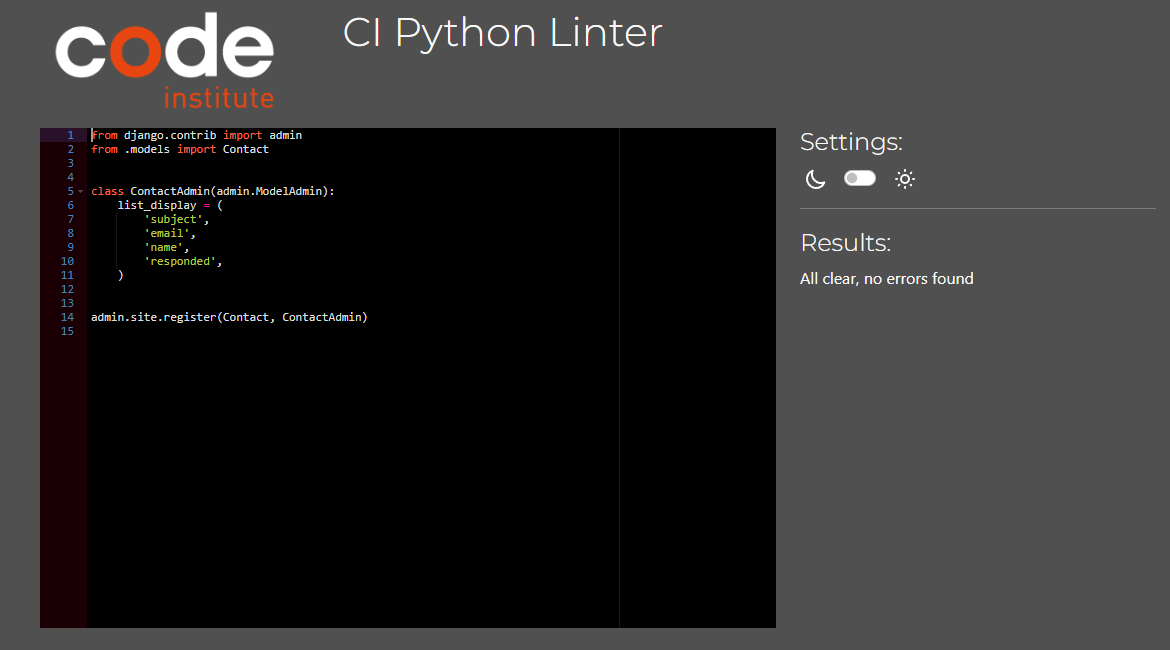 code
institute
CI Python Linter
1 from django.contrib import admin
2 from .models import Contact
3
4
5 class ContactAdmin(admin.ModelAdmin):
6     list_display = (
7         'subject',
8         'email',
9         'name',
10         'responded',
11     )
12
13
14 admin.site.register(Contact, ContactAdmin)
15
Settings:
Results:
All clear, no errors found